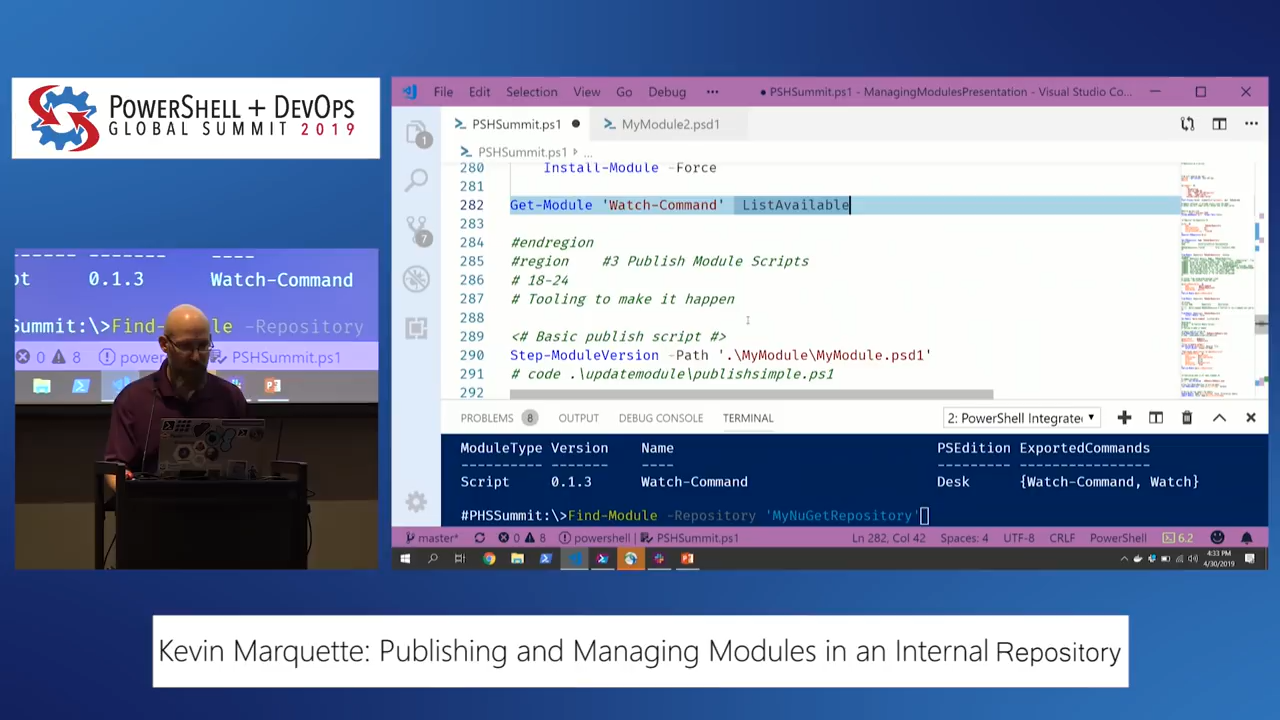 POWERSHELL + DEVOPS
GLOBAL SUMMIT 2019
pt 0.1.3 Watch-Command
Summit:\>Find-Module -Repository
0 8 power PSHSummit.ps1
File Edit Selection View Go Debug ••• ● PSHSummit.ps1 - ManagingModulesPresentation - Visual Studio Co...
PSHSummit.ps1 ● MyModule2.psd1 •••
PSHSummit.ps1 > ...
280 Install-Module -Force
281
282 Get-Module 'Watch-Command' ListAvailable
283
284 #endregion
285 #region #3 Publish Module Scripts
286
287 # Tooling to make it happen
288
289 <# Basic publish script #>
290 Step-ModuleVersion -Path '.\MyModule\MyModule.psd1'
291
292
1
7
PROBLEMS 8 OUTPUT DEBUG CONSOLE TERMINAL 2: PowerShell Integrate
ModuleType Version Name PSEdition ExportedCommands
---------- ------- ---- --------- ----------------
Script 0.1.3 Watch-Command Desk {Watch-Command, Watch}
#PHSSummit:\>Find-Module -Repository 'MyNuGetRepository'
master* 0 8 powershell PSHSummit.ps1 Ln 282, Col 42 Spaces: 4 UTF-8 CRLF PowerShell 6.2
4:33 PM
4/30/2019
Kevin Marquette: Publishing and Managing Modules in an Internal Repository